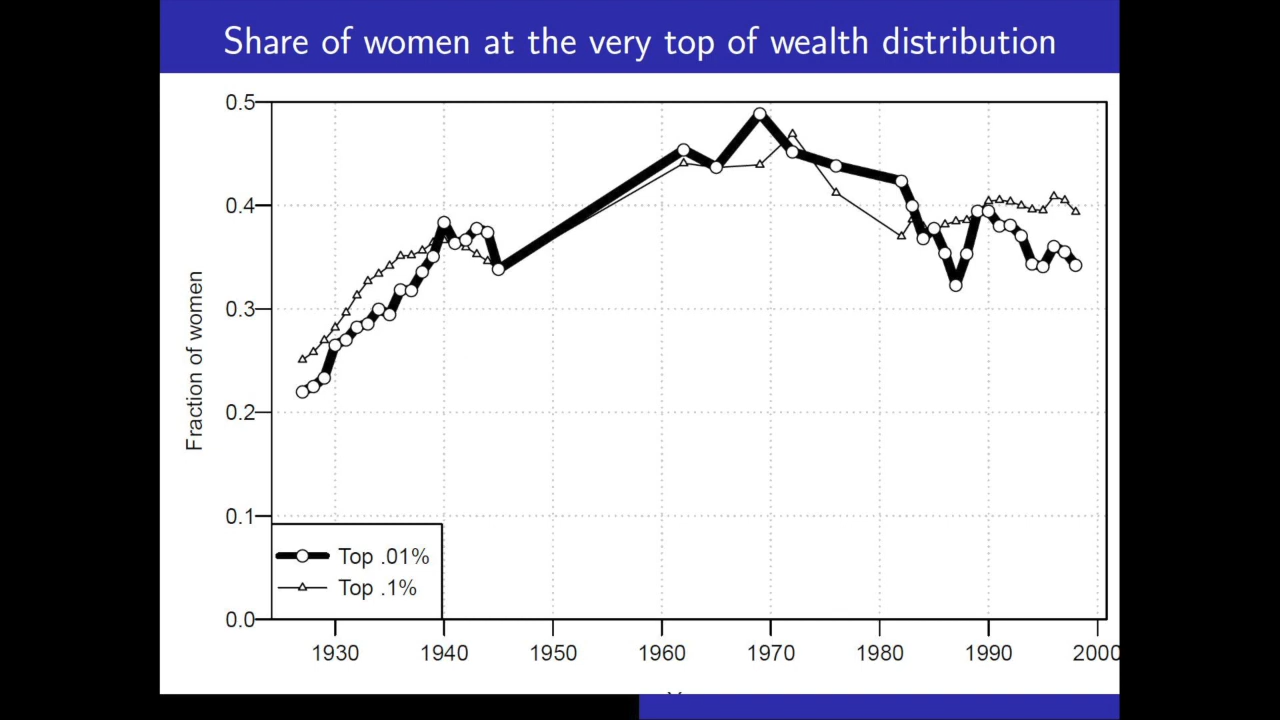 Share of women at the very top of wealth distribution
0.5
0.4
0.3
0.2
0.1
0.0
Fraction of women
Top .01%
Top .1%
1930 1940 1950 1960 1970 1980 1990 2000